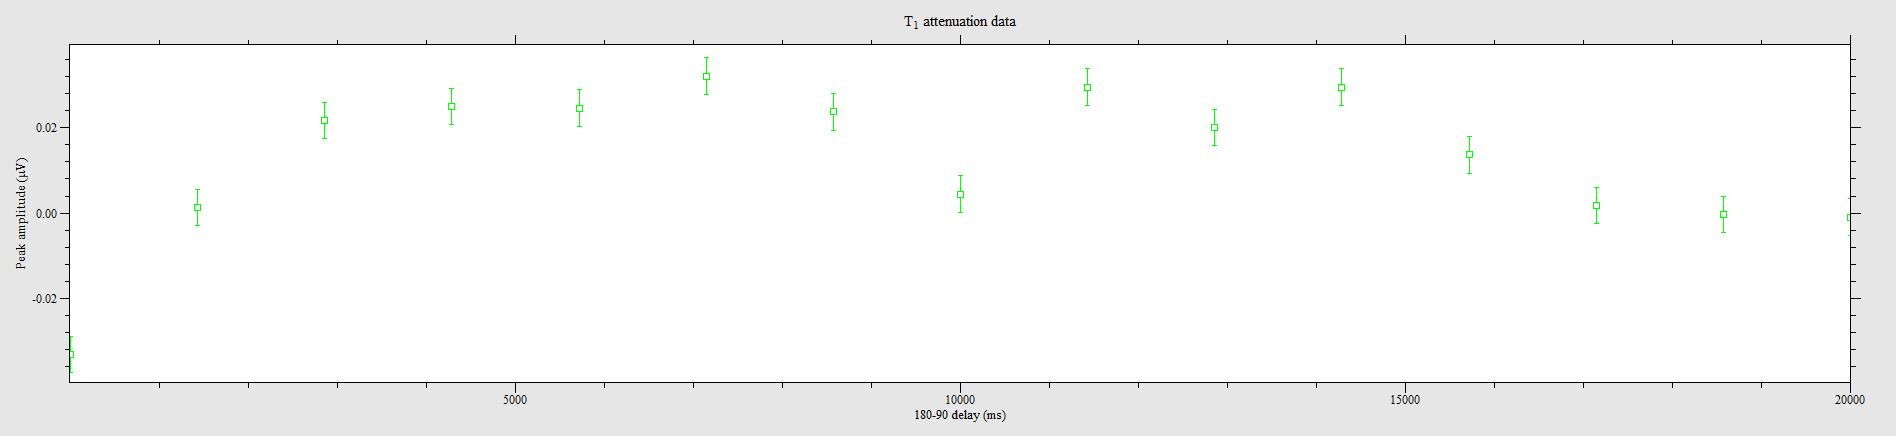 T₁ attenuation data
Peak amplitude (μV)
0.02
0.00
-0.02
5000
10000
15000
20000
180-90 delay (ms)